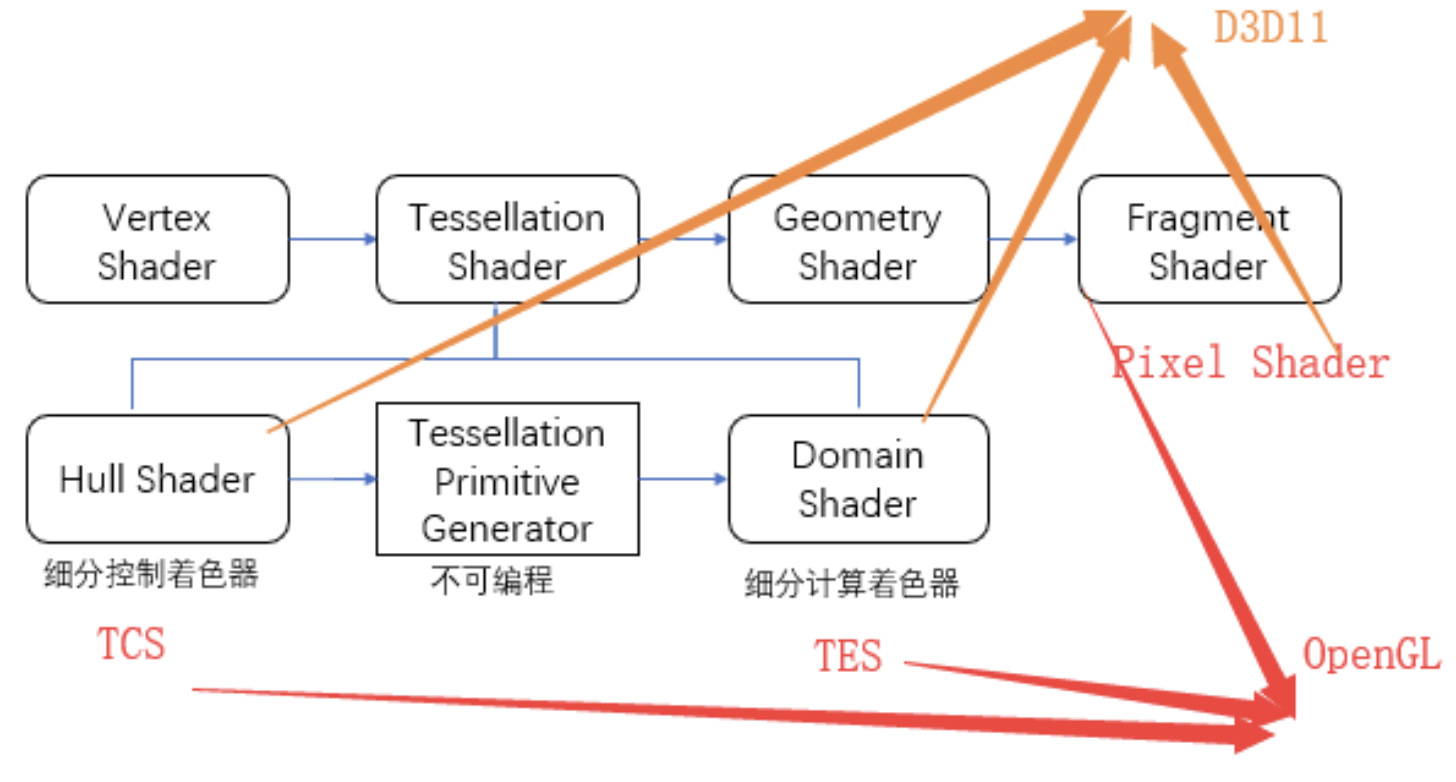 D3D11
Vertex
Shader
Tessellation
Shader
Geometry
Shader
Fragment
Shader
Pixel Shader
Hull Shader
Tessellation
Primitive
Generator
Domain
Shader
细分控制着色器
不可编程
细分计算着色器
TCS
TES
OpenGL